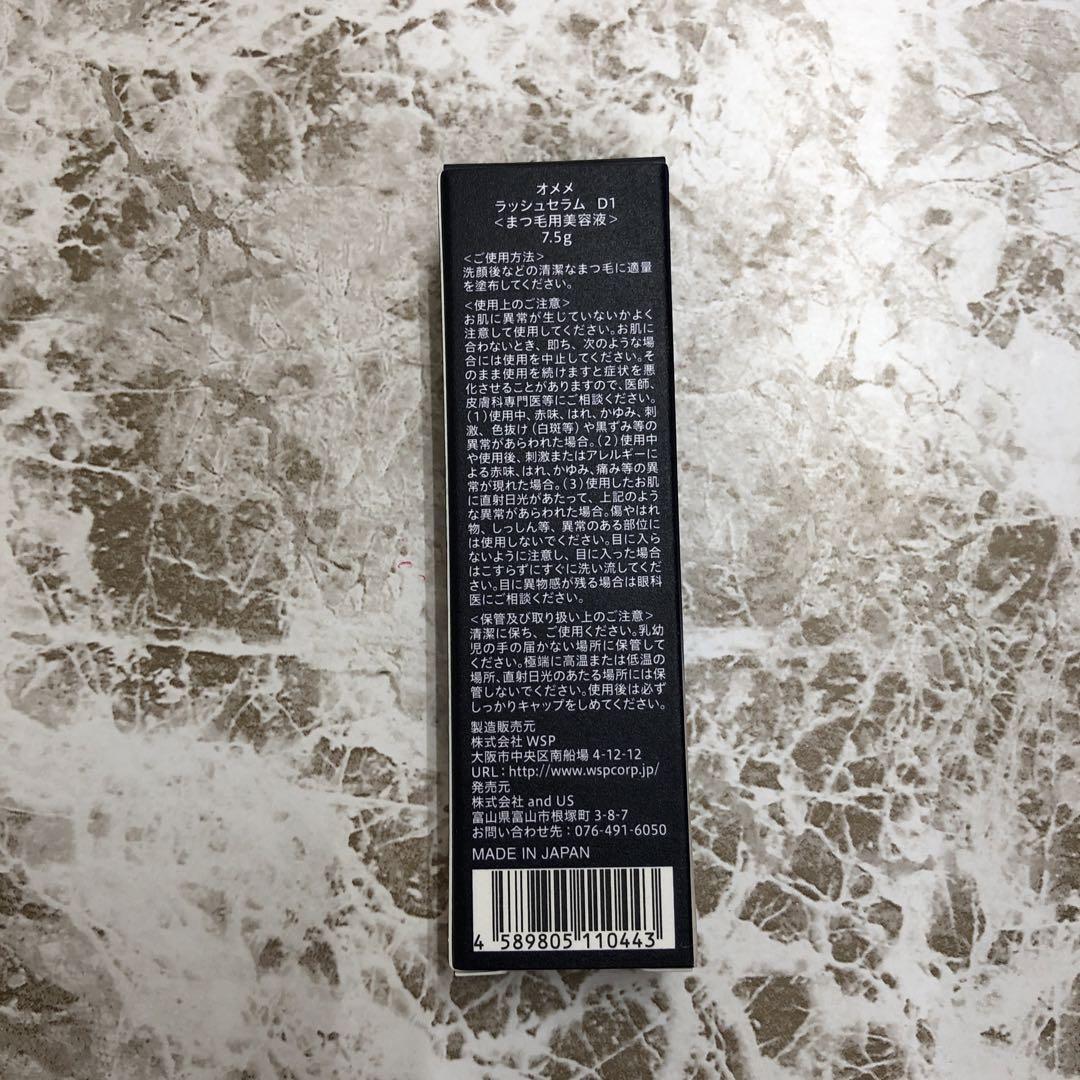 オメメ
ラッシュセラム D1
＜まつ毛用美容液＞
7.5g
＜ご使用方法＞
洗顔後などの清潔なまつ毛に適量
を塗布してください。
＜使用上のご注意＞
お肌に異常が生じていないかよく
注意して使用してください。お肌に
合わないとき、即ち、次のような場
合には使用を中止してください。そ
のまま使用を続けますと症状を悪
化させることがありますので、医師、
皮膚科専門医等にご相談ください。
（1）使用中、赤味、はれ、かゆみ、刺
激、色抜け（白斑等）や黒ずみ等の
異常があらわれた場合。（2）使用中
や使用後、刺激またはアレルギーに
よる赤味、はれ、かゆみ、痛み等の異
常が現れた場合。（3）使用したお肌
に直射日光があたって、上記のよう
な異常があらわれた場合。傷やはれ
物、しっしん等、異常のある部位に
は使用しないでください。目に入ら
ないように注意し、目に入った場合
はこすらずにすぐに洗い流してくだ
さい。目に異物感が残る場合は眼科
医にご相談ください。
＜保管及び取り扱い上のご注意＞
清潔に保ち、ご使用ください。乳幼
児の手の届かない場所に保管して
ください。極端に高温または低温の
場所、直射日光のあたる場所には保
管しないでください。使用後は必ず
しっかりキャップをしめてください。
製造販売元
株式会社 WSP
大阪市中央区南船場 4-12-12
URL：http://www.wspcorp.jp/
発売元
株式会社 and US
富山県富山市根塚町 3-8-7
お問い合わせ先：076-491-6050
MADE IN JAPAN
4 589805 110443